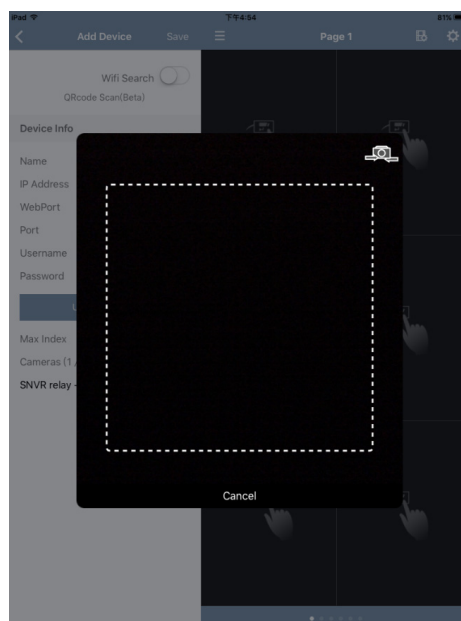 iPad 下午4:54 81%
Add Device Save Page 1
Wifi Search
QRcode Scan(Beta)
Device Info
Name
IP Address
WebPort
Port
Username
Password
Max Index
Cameras (1
SNVR relay -
Cancel